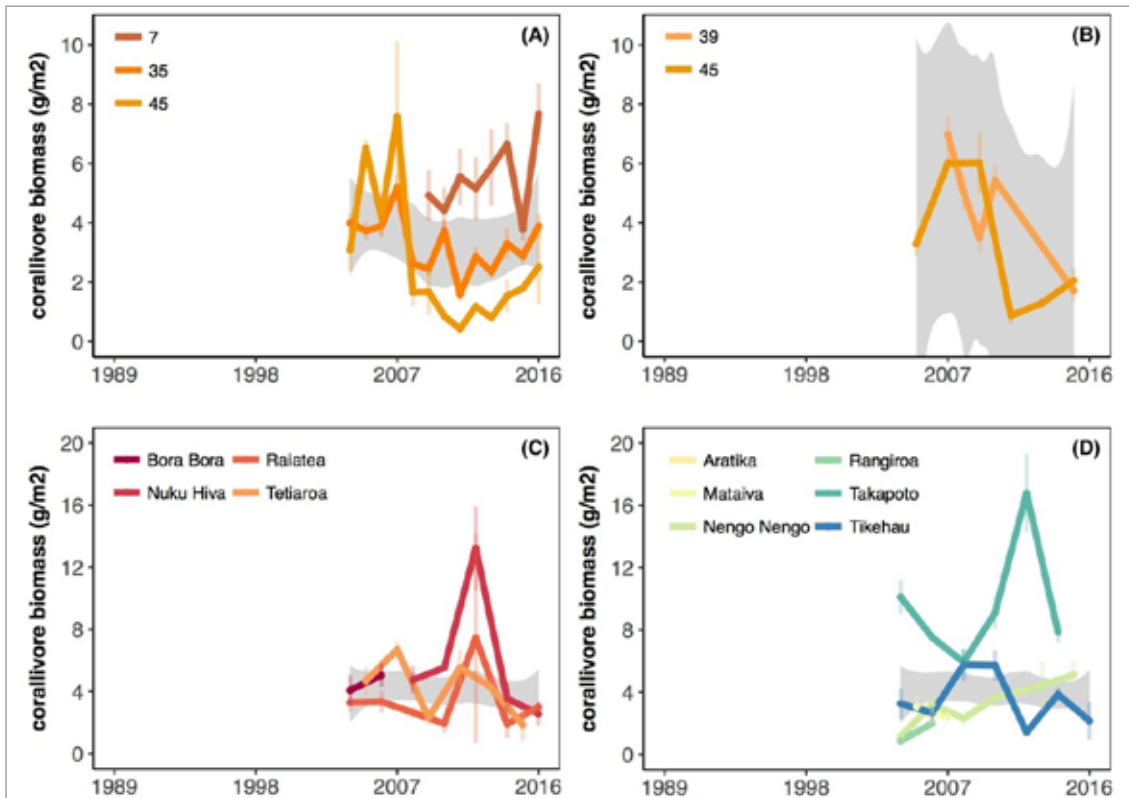 (A)
7
35
45
corallivore biomass (g/m2)
10
8
6
4
2
0
1989 1998 2007 2016
(B)
39
45
corallivore biomass (g/m2)
10
8
6
4
2
0
1989 1998 2007 2016
(C)
Bora Bora Raiatea
Nuku Hiva Tetiaroa
corallivore biomass (g/m2)
20
16
12
8
4
0
1989 1998 2007 2016
(D)
Aratika Rangiroa
Mataiva Takapoto
Nengo Nengo Tikehau
corallivore biomass (g/m2)
20
16
12
8
4
0
1989 1998 2007 2016